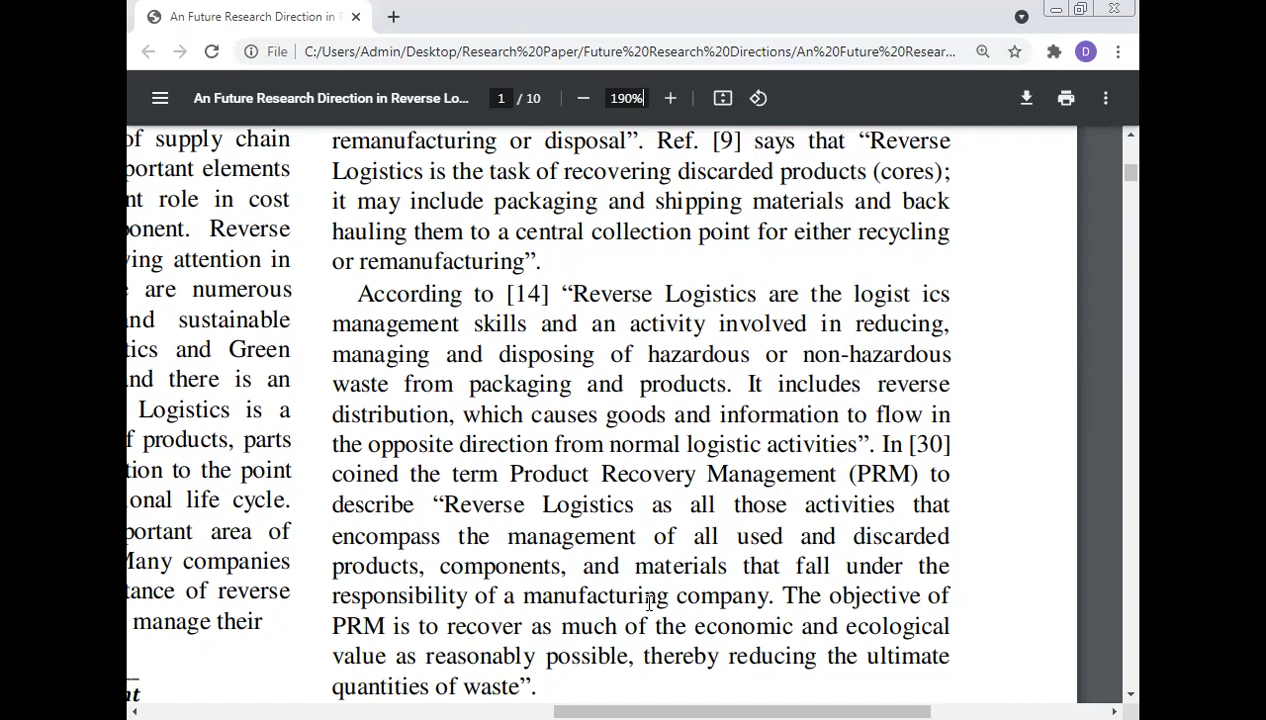 An Future Research Direction in
File C:/Users/Admin/Desktop/Research%20Paper/Future%20Research%20Directions/An%20Future%20Resear...
D
An Future Research Direction in Reverse Lo...
1 / 10
190%
of supply chain
portant elements
nt role in cost
ponent. Reverse
ving attention in
are numerous
nd sustainable
tics and Green
nd there is an
Logistics is a
f products, parts
tion to the point
ional life cycle.
portant area of
Many companies
tance of reverse
manage their
nt
remanufacturing or disposal”. Ref. [9] says that “Reverse
Logistics is the task of recovering discarded products (cores);
it may include packaging and shipping materials and back
hauling them to a central collection point for either recycling
or remanufacturing”.
According to [14] “Reverse Logistics are the logist ics
management skills and an activity involved in reducing,
managing and disposing of hazardous or non-hazardous
waste from packaging and products. It includes reverse
distribution, which causes goods and information to flow in
the opposite direction from normal logistic activities”. In [30]
coined the term Product Recovery Management (PRM) to
describe “Reverse Logistics as all those activities that
encompass the management of all used and discarded
products, components, and materials that fall under the
responsibility of a manufacturing company. The objective of
PRM is to recover as much of the economic and ecological
value as reasonably possible, thereby reducing the ultimate
quantities of waste”.